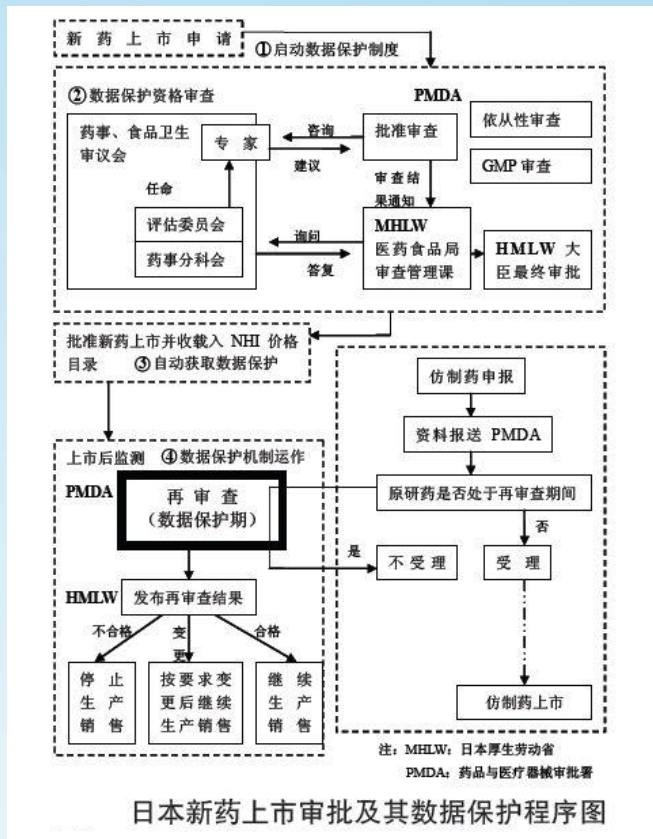 新药上市申请
①启动数据保护制度
②数据保护资格审查
PMDA
药事、食品卫生
审议会
专家
咨询
建议
批准审查
依从性审查
GMP 审查
任命
审查结
果通知
评估委员会
药事分科会
询问
答复
MHLW
医药食品局
审查管理课
HMLW 大
臣最终审批
批准新药上市并收载入 NHI 价格
目录 ③自动获取数据保护
仿制药申报
资料报送 PMDA
原研药是否处于再审查期间
是
否
不受理
受理
仿制药上市
上市后监测 ④数据保护机制运作
PMDA
再审查
（数据保护期）
HMLW
发布再审查结果
不合格
变
更
合格
停止
生产
销售
按要求变
更后继续
生产销售
继续
生产
销售
注：MHLW：日本厚生劳动省
PMDA：药品与医疗器械审批署
日本新药上市审批及其数据保护程序图